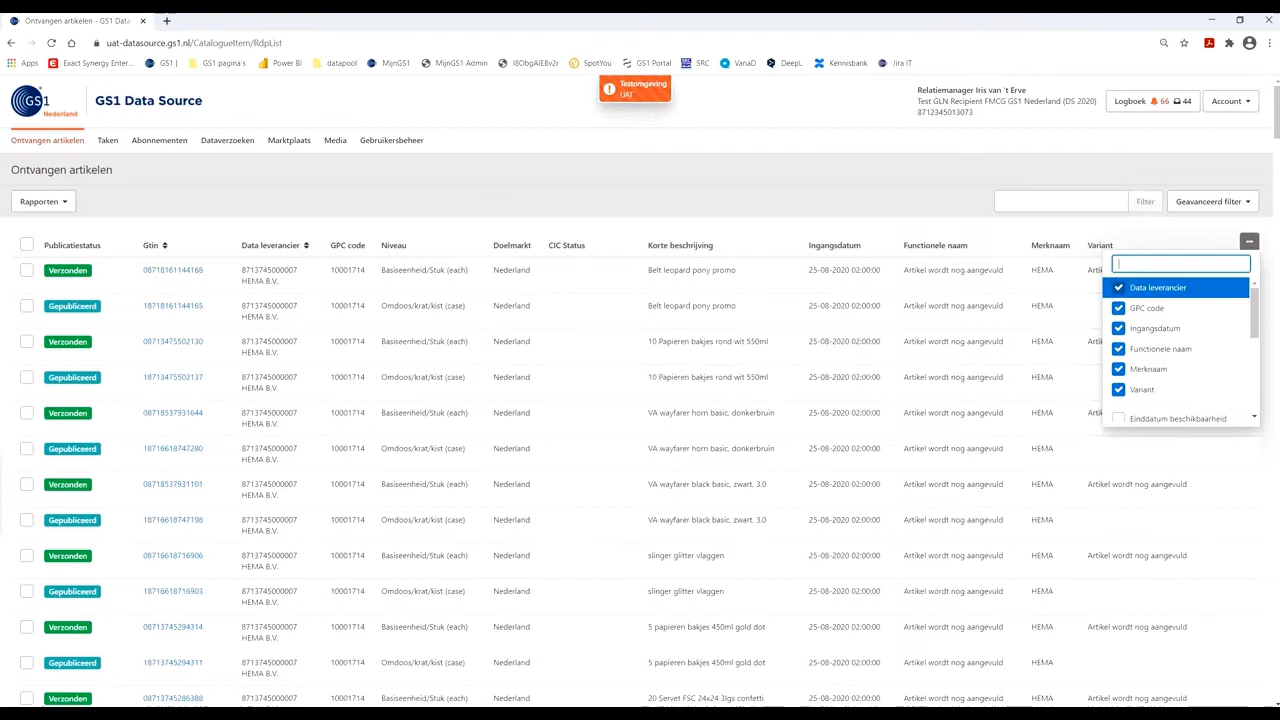 Ontvangen artikelen - GS1 Data
uat-datasource.gs1.nl/CatalogueItem/RdpList
Apps Exact Synergy Enter... GS1 | GS1 pagina's Power BI datapool MijnGS1 MijnGS1 Admin I8ObgAIEBv2r SpotYou GS1 Portal SRC VanaD DeepL Kennisbank Jira IT
Testomgeving
UAT
GS1
Nederland
GS1 Data Source
Relatiemanager Iris van 't Erve
Test GLN Recipient FMCG GS1 Nederland (DS 2020)
8712345013073
Logboek 66 44
Account
Ontvangen artikelen Taken Abonnementen Dataverzoeken Marktplaats Media Gebruikersbeheer
Ontvangen artikelen
Rapporten
Filter
Geavanceerd filter
Publicatiestatus Gtin Data leverancier GPC code Niveau Doelmarkt CIC Status Korte beschrijving Ingangsdatum Functionele naam Merknaam Variant
Verzonden 08718161144168 8713745000007 10001714 Basiseenheid/Stuk (each) Nederland Belt leopard pony promo 25-08-2020 02:00:00 Artikel wordt nog aangevuld HEMA
HEMA B.V.
Gepubliceerd 18718161144165 8713745000007 10001714 Omdoos/krat/kist (case) Nederland Belt leopard pony promo 25-08-2020 02:00:00 Artikel wordt nog aangevuld HEMA
HEMA B.V.
Verzonden 08713475502130 8713745000007 10001714 Basiseenheid/Stuk (each) Nederland 10 Papieren bakjes rond wit 550ml 25-08-2020 02:00:00 Artikel wordt nog aangevuld HEMA
HEMA B.V.
Gepubliceerd 18713475502137 8713745000007 10001714 Omdoos/krat/kist (case) Nederland 10 Papieren bakjes rond wit 550ml 25-08-2020 02:00:00 Artikel wordt nog aangevuld HEMA
HEMA B.V.
Verzonden 08718537931644 8713745000007 10001714 Basiseenheid/Stuk (each) Nederland VA wayfarer horn basic, donkerbruin 25-08-2020 02:00:00 Artikel wordt nog aangevuld HEMA
HEMA B.V.
Gepubliceerd 18716618747280 8713745000007 10001714 Omdoos/krat/kist (case) Nederland VA wayfarer horn basic, donkerbruin 25-08-2020 02:00:00 Artikel wordt nog aangevuld HEMA
HEMA B.V.
Verzonden 08718537931101 8713745000007 10001714 Basiseenheid/Stuk (each) Nederland VA wayfarer black basic, zwart, 3.0 25-08-2020 02:00:00 Artikel wordt nog aangevuld HEMA Artikel wordt nog aangevuld
HEMA B.V.
Gepubliceerd 18716618747198 8713745000007 10001714 Omdoos/krat/kist (case) Nederland VA wayfarer black basic, zwart, 3.0 25-08-2020 02:00:00 Artikel wordt nog aangevuld HEMA
HEMA B.V.
Verzonden 08716618716906 8713745000007 10001714 Basiseenheid/Stuk (each) Nederland slinger glitter vlaggen 25-08-2020 02:00:00 Artikel wordt nog aangevuld HEMA Artikel wordt nog aangevuld
HEMA B.V.
Gepubliceerd 18716618716903 8713745000007 10001714 Omdoos/krat/kist (case) Nederland slinger glitter vlaggen 25-08-2020 02:00:00 Artikel wordt nog aangevuld HEMA
HEMA B.V.
Verzonden 08713745294314 8713745000007 10001714 Basiseenheid/Stuk (each) Nederland 5 papieren bakjes 450ml gold dot 25-08-2020 02:00:00 Artikel wordt nog aangevuld HEMA Artikel wordt nog aangevuld
HEMA B.V.
Gepubliceerd 18713745294311 8713745000007 10001714 Omdoos/krat/kist (case) Nederland 5 papieren bakjes 450ml gold dot 25-08-2020 02:00:00 Artikel wordt nog aangevuld HEMA
HEMA B.V.
Verzonden 08713745286388 8713745000007 10001714 Basiseenheid/Stuk (each) Nederland 20 Servet FSC 24x24 3lgs confetti 25-08-2020 02:00:00 Artikel wordt nog aangevuld HEMA Artikel wordt nog aangevuld
Data leverancier
GPC code
Ingangsdatum
Functionele naam
Merknaam
Variant
Einddatum beschikbaarheid